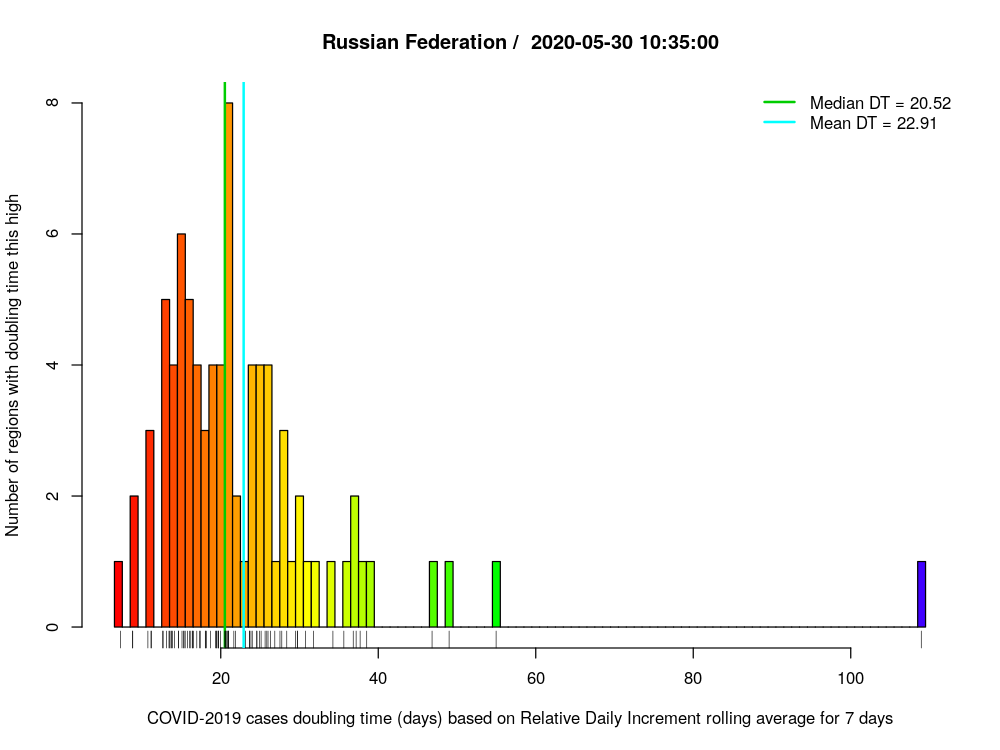 Russian Federation /  2020-05-30 10:35:00
Median DT = 20.52
Mean DT = 22.91
Number of regions with doubling time this high
8
6
4
2
0
20 40 60 80 100
COVID-2019 cases doubling time (days) based on Relative Daily Increment rolling average for 7 days